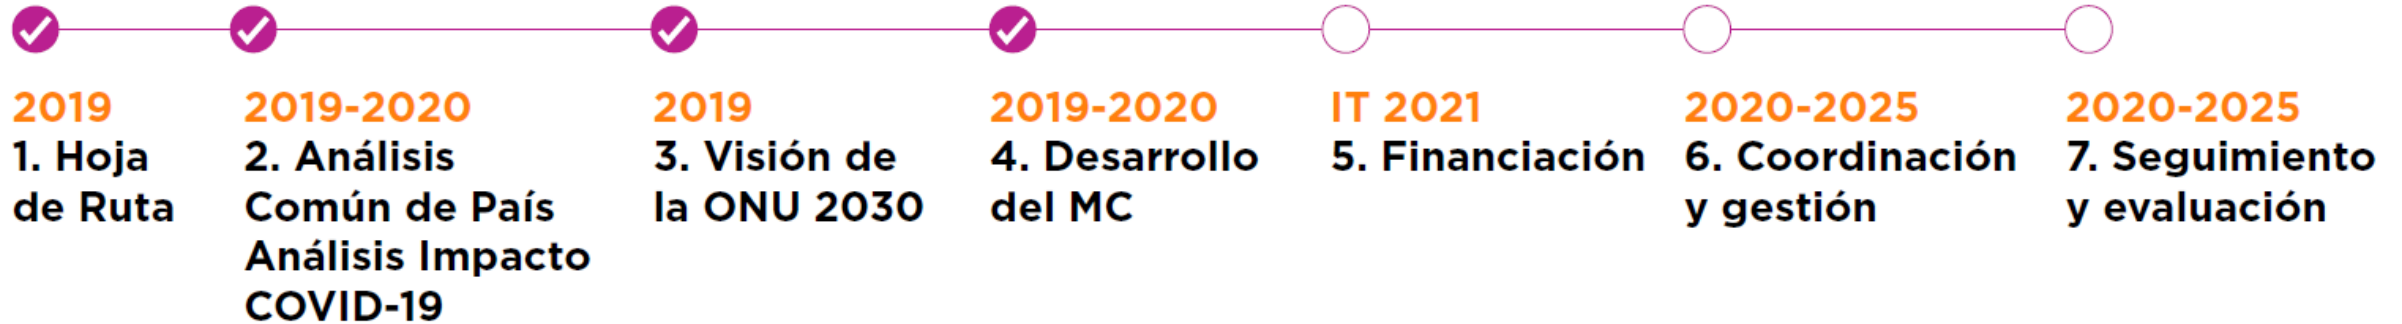 2019
1. Hoja
de Ruta
2019-2020
2. Análisis
Común de País
Análisis Impacto
COVID-19
2019
3. Visión de
la ONU 2030
2019-2020
4. Desarrollo
del MC
IT 2021
5. Financiación
2020-2025
6. Coordinación
y gestión
2020-2025
7. Seguimiento
y evaluación